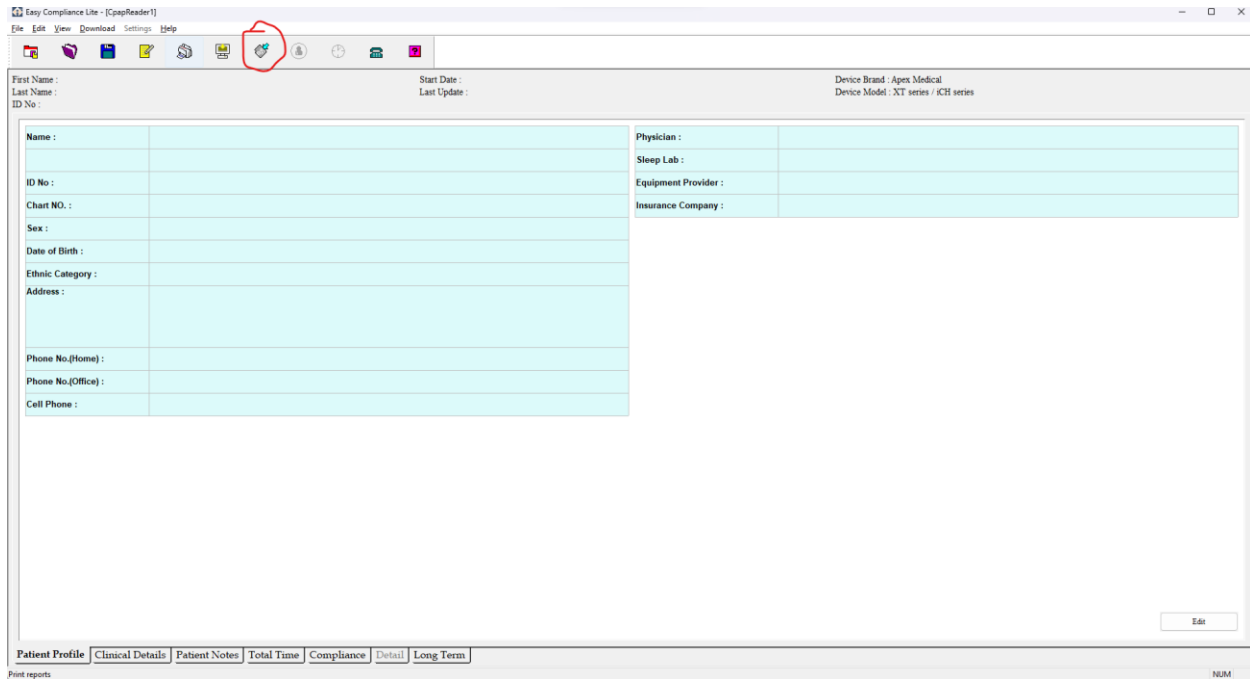 Easy Compliance Lite - [CpapReader1]
File Edit View Download Settings Help
?
First Name :
Start Date :
Device Brand : Apex Medical
Last Name :
Last Update :
Device Model : XT series / iCH series
ID No :
Name :
Physician :
Sleep Lab :
ID No :
Equipment Provider :
Chart NO. :
Insurance Company :
Sex :
Date of Birth :
Ethnic Category :
Address :
Phone No.(Home) :
Phone No.(Office) :
Cell Phone :
Edit
Patient Profile Clinical Details Patient Notes Total Time Compliance Detail Long Term
Print reports
NUM